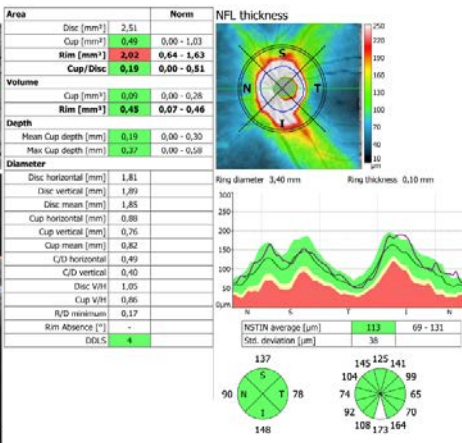 Area Norm
Disc [mm²] 2,51
Cup [mm²] 0,49 0,00 - 1,03
Rim [mm²] 2,02 0,64 - 1,63
Cup/Disc 0,19 0,00 - 0,51
Volume
Cup [mm³] 0,09 0,00 - 0,28
Rim [mm³] 0,45 0,07 - 0,46
Depth
Mean Cup depth [mm] 0,19 0,00 - 0,30
Max Cup depth [mm] 0,37 0,00 - 0,58
Diameter
Disc horizontal [mm] 1,81
Disc vertical [mm] 1,89
Disc mean [mm] 1,85
Cup horizontal [mm] 0,88
Cup vertical [mm] 0,76
Cup mean [mm] 0,82
C/D horizontal 0,49
C/D vertical 0,40
Disc V/H 1,05
Cup V/H 0,86
R/D minimum 0,17
Rim Absence [°] -
DDLS 4
NFL thickness
S
N T
I
250
220
190
160
130
100
70
40
10
µm
Ring diameter 3,40 mm Ring thickness 0,10 mm
300
250
200
150
100
50
0µm
N S T I N
NSTIN average [µm] 113 69 - 131
Std. deviation [µm] 38
137
S
90 N T 78
I
148
145 125 141
104 99
74 65
92 70
108 173 164